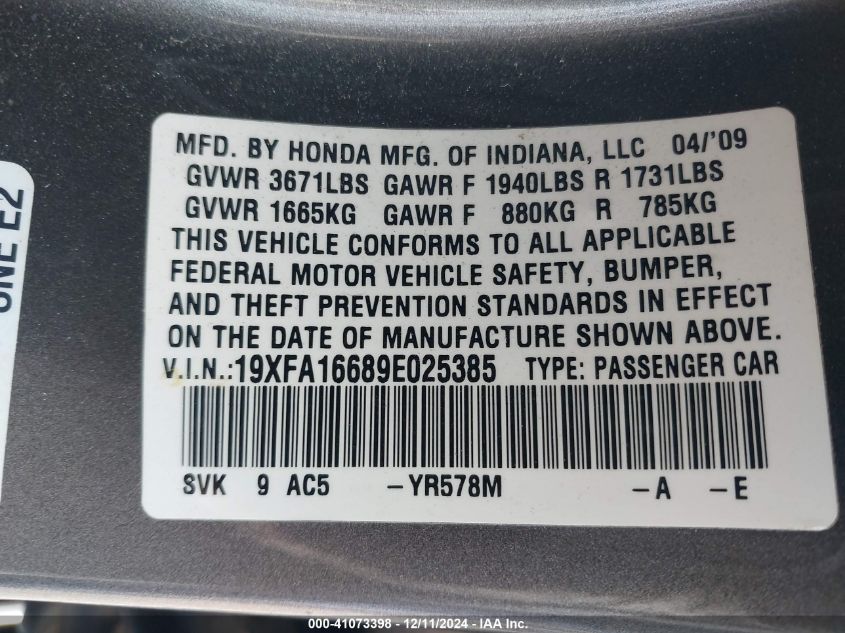 MFD. BY HONDA MFG. OF INDIANA, LLC 04/'09
GVWR 3671LBS GAWR F 1940LBS R 1731LBS
GVWR 1665KG GAWR F 880KG R 785KG
THIS VEHICLE CONFORMS TO ALL APPLICABLE
FEDERAL MOTOR VEHICLE SAFETY, BUMPER,
AND THEFT PREVENTION STANDARDS IN EFFECT
ON THE DATE OF MANUFACTURE SHOWN ABOVE.
V.I.N.:19XFA16689E025385 TYPE: PASSENGER CAR
SVK 9 AC5 -YR578M -A -E
ONE E2
000-41073398 - 12/11/2024 - IAA Inc.